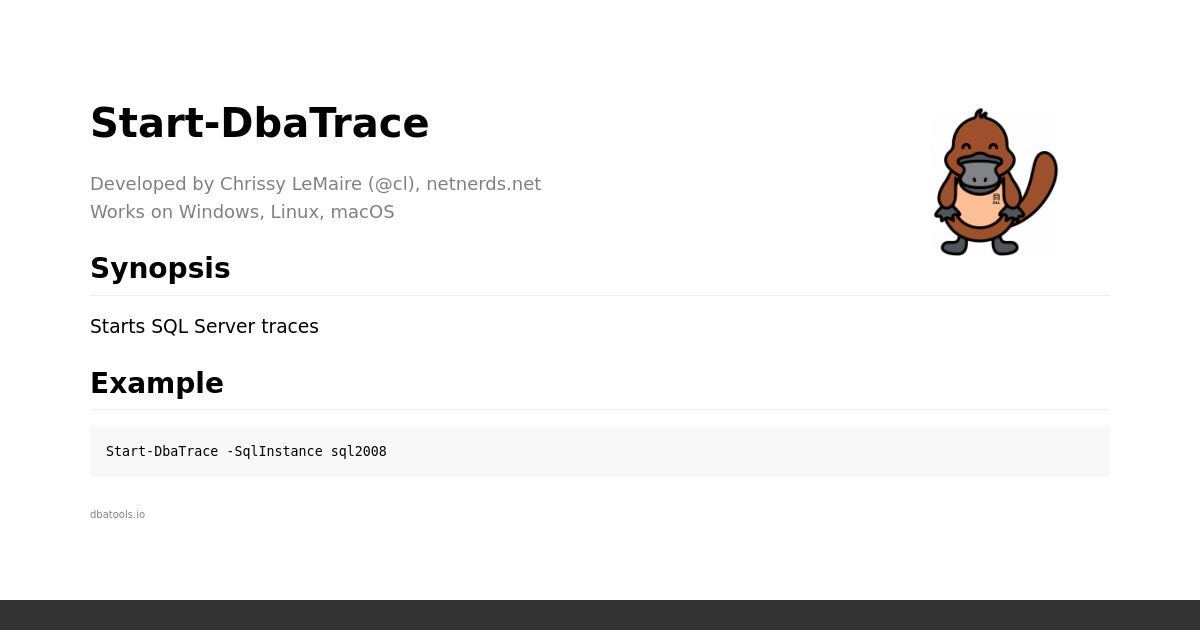 Start-DbaTrace
Developed by Chrissy LeMaire (@cl), netnerds.net
Works on Windows, Linux, macOS
Synopsis
Starts SQL Server traces
Example
Start-DbaTrace -SqlInstance sql2008
dbatools.io